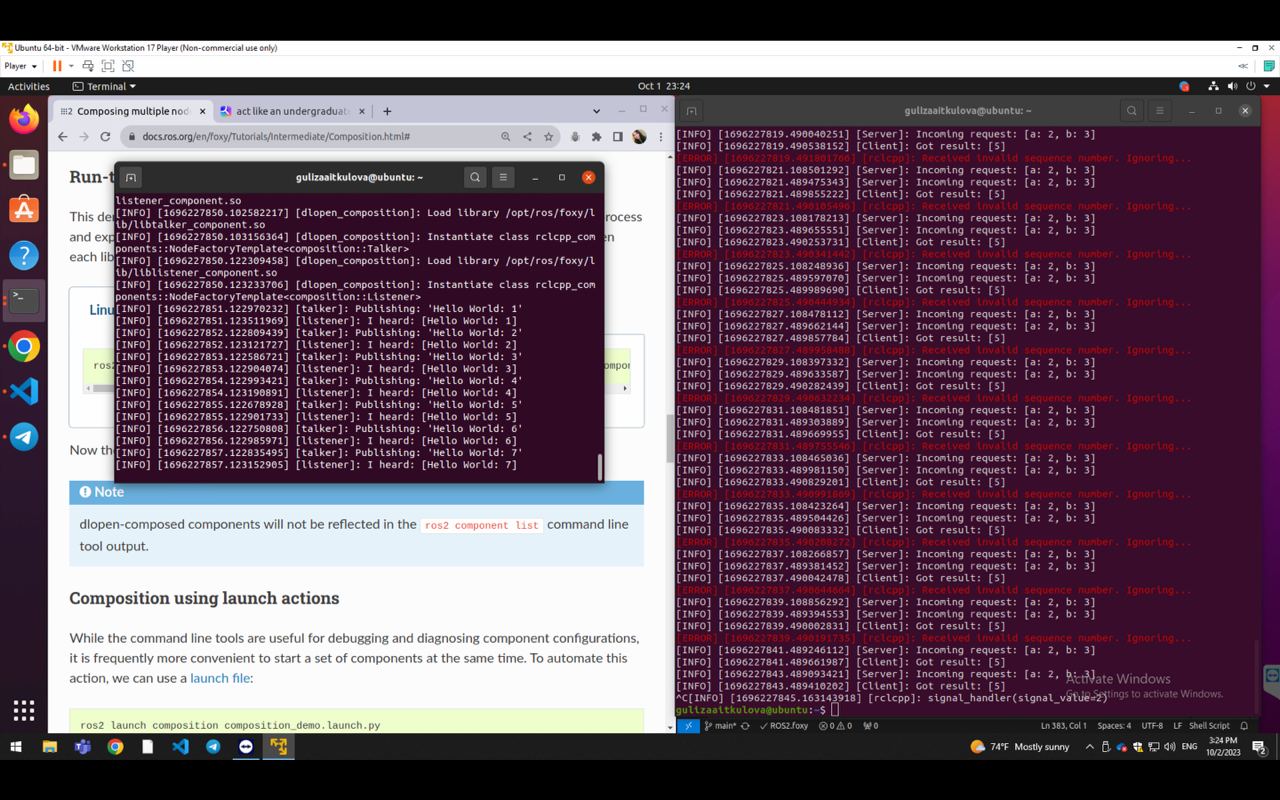 Ubuntu 64-bit - VMware Workstation 17 Player (Non-commercial use only)
Player
Activities
Terminal
Oct 1 23:24
Composing multiple nod
act like an undergraduat
docs.ros.org/en/foxy/Tutorials/Intermediate/Composition.html#
Run-t
This de
process
and exp
each lib
Linu
ros2
ompor
Now the
Note
dlopen-composed components will not be reflected in the ros2 component list command line
tool output.
Composition using launch actions
While the command line tools are useful for debugging and diagnosing component configurations,
it is frequently more convenient to start a set of components at the same time. To automate this
action, we can use a launch file:
ros2 launch composition composition_demo.launch.py
gulizaaitkulova@ubuntu: ~
listener_component.so
[INFO] [1696227850.102582217] [dlopen_composition]: Load library /opt/ros/foxy/l
ib/libtalker_component.so
[INFO] [1696227850.103156364] [dlopen_composition]: Instantiate class rclcpp_com
ponents::NodeFactoryTemplate<composition::Talker>
[INFO] [1696227850.122309458] [dlopen_composition]: Load library /opt/ros/foxy/l
ib/liblistener_component.so
[INFO] [1696227850.123233706] [dlopen_composition]: Instantiate class rclcpp_com
ponents::NodeFactoryTemplate<composition::Listener>
[INFO] [1696227851.122970232] [talker]: Publishing: 'Hello World: 1'
[INFO] [1696227851.123511969] [listener]: I heard: [Hello World: 1]
[INFO] [1696227852.122809439] [talker]: Publishing: 'Hello World: 2'
[INFO] [1696227852.123121727] [listener]: I heard: [Hello World: 2]
[INFO] [1696227853.122586721] [talker]: Publishing: 'Hello World: 3'
[INFO] [1696227853.122904074] [listener]: I heard: [Hello World: 3]
[INFO] [1696227854.122993421] [talker]: Publishing: 'Hello World: 4'
[INFO] [1696227854.123190891] [listener]: I heard: [Hello World: 4]
[INFO] [1696227855.122678928] [talker]: Publishing: 'Hello World: 5'
[INFO] [1696227855.122901733] [listener]: I heard: [Hello World: 5]
[INFO] [1696227856.122750808] [talker]: Publishing: 'Hello World: 6'
[INFO] [1696227856.122985971] [listener]: I heard: [Hello World: 6]
[INFO] [1696227857.122835495] [talker]: Publishing: 'Hello World: 7'
[INFO] [1696227857.123152905] [listener]: I heard: [Hello World: 7]
gulizaaitkulova@ubuntu: ~
[INFO] [1696227819.490040251] [Server]: Incoming request: [a: 2, b: 3]
[INFO] [1696227819.490538152] [Client]: Got result: [5]
[ERROR] [1696227819.491801766] [rclcpp]: Received invalid sequence number. Ignoring...
[INFO] [1696227821.108501292] [Server]: Incoming request: [a: 2, b: 3]
[INFO] [1696227821.489475343] [Server]: Incoming request: [a: 2, b: 3]
[INFO] [1696227821.489855222] [Client]: Got result: [5]
[ERROR] [1696227821.490105496] [rclcpp]: Received invalid sequence number. Ignoring...
[INFO] [1696227823.108178213] [Server]: Incoming request: [a: 2, b: 3]
[INFO] [1696227823.489655551] [Server]: Incoming request: [a: 2, b: 3]
[INFO] [1696227823.490253731] [Client]: Got result: [5]
[ERROR] [1696227823.490341442] [rclcpp]: Received invalid sequence number. Ignoring...
[INFO] [1696227825.108248936] [Server]: Incoming request: [a: 2, b: 3]
[INFO] [1696227825.489597070] [Server]: Incoming request: [a: 2, b: 3]
[INFO] [1696227825.489989690] [Client]: Got result: [5]
[ERROR] [1696227825.490444934] [rclcpp]: Received invalid sequence number. Ignoring...
[INFO] [1696227827.108478112] [Server]: Incoming request: [a: 2, b: 3]
[INFO] [1696227827.489662144] [Server]: Incoming request: [a: 2, b: 3]
[INFO] [1696227827.489857784] [Client]: Got result: [5]
[ERROR] [1696227827.489958488] [rclcpp]: Received invalid sequence number. Ignoring...
[INFO] [1696227829.108397332] [Server]: Incoming request: [a: 2, b: 3]
[INFO] [1696227829.489633587] [Server]: Incoming request: [a: 2, b: 3]
[INFO] [1696227829.490282439] [Client]: Got result: [5]
[ERROR] [1696227829.490632234] [rclcpp]: Received invalid sequence number. Ignoring...
[INFO] [1696227831.108481851] [Server]: Incoming request: [a: 2, b: 3]
[INFO] [1696227831.489303889] [Server]: Incoming request: [a: 2, b: 3]
[INFO] [1696227831.489669955] [Client]: Got result: [5]
[ERROR] [1696227831.489755546] [rclcpp]: Received invalid sequence number. Ignoring...
[INFO] [1696227833.108465036] [Server]: Incoming request: [a: 2, b: 3]
[INFO] [1696227833.489981150] [Server]: Incoming request: [a: 2, b: 3]
[INFO] [1696227833.490829201] [Client]: Got result: [5]
[ERROR] [1696227833.490991869] [rclcpp]: Received invalid sequence number. Ignoring...
[INFO] [1696227835.108423264] [Server]: Incoming request: [a: 2, b: 3]
[INFO] [1696227835.489504426] [Server]: Incoming request: [a: 2, b: 3]
[INFO] [1696227835.490083332] [Client]: Got result: [5]
[ERROR] [1696227835.490208272] [rclcpp]: Received invalid sequence number. Ignoring...
[INFO] [1696227837.108266857] [Server]: Incoming request: [a: 2, b: 3]
[INFO] [1696227837.489381452] [Server]: Incoming request: [a: 2, b: 3]
[INFO] [1696227837.490042478] [Client]: Got result: [5]
[ERROR] [1696227837.490644664] [rclcpp]: Received invalid sequence number. Ignoring...
[INFO] [1696227839.108856292] [Server]: Incoming request: [a: 2, b: 3]
[INFO] [1696227839.489394553] [Server]: Incoming request: [a: 2, b: 3]
[INFO] [1696227839.490002831] [Client]: Got result: [5]
[ERROR] [1696227839.490191735] [rclcpp]: Received invalid sequence number. Ignoring...
[INFO] [1696227841.489246112] [Server]: Incoming request: [a: 2, b: 3]
[INFO] [1696227841.489661987] [Client]: Got result: [5]
[INFO] [1696227843.489093421] [Server]: Incoming request: [a: 2, b: 3]
[INFO] [1696227843.489410202] [Client]: Got result: [5]
^C[INFO] [1696227845.163143918] [rclcpp]: signal_handler(signal_value=2)
gulizaaitkulova@ubuntu:~$
Activate Windows
Go to Settings to activate Windows.
main*
ROS2.foxy
0
0
0
Ln 383, Col 1
Spaces: 4
UTF-8
LF
Shell Script
74°F Mostly sunny
ENG
3:24 PM
10/2/2023
2